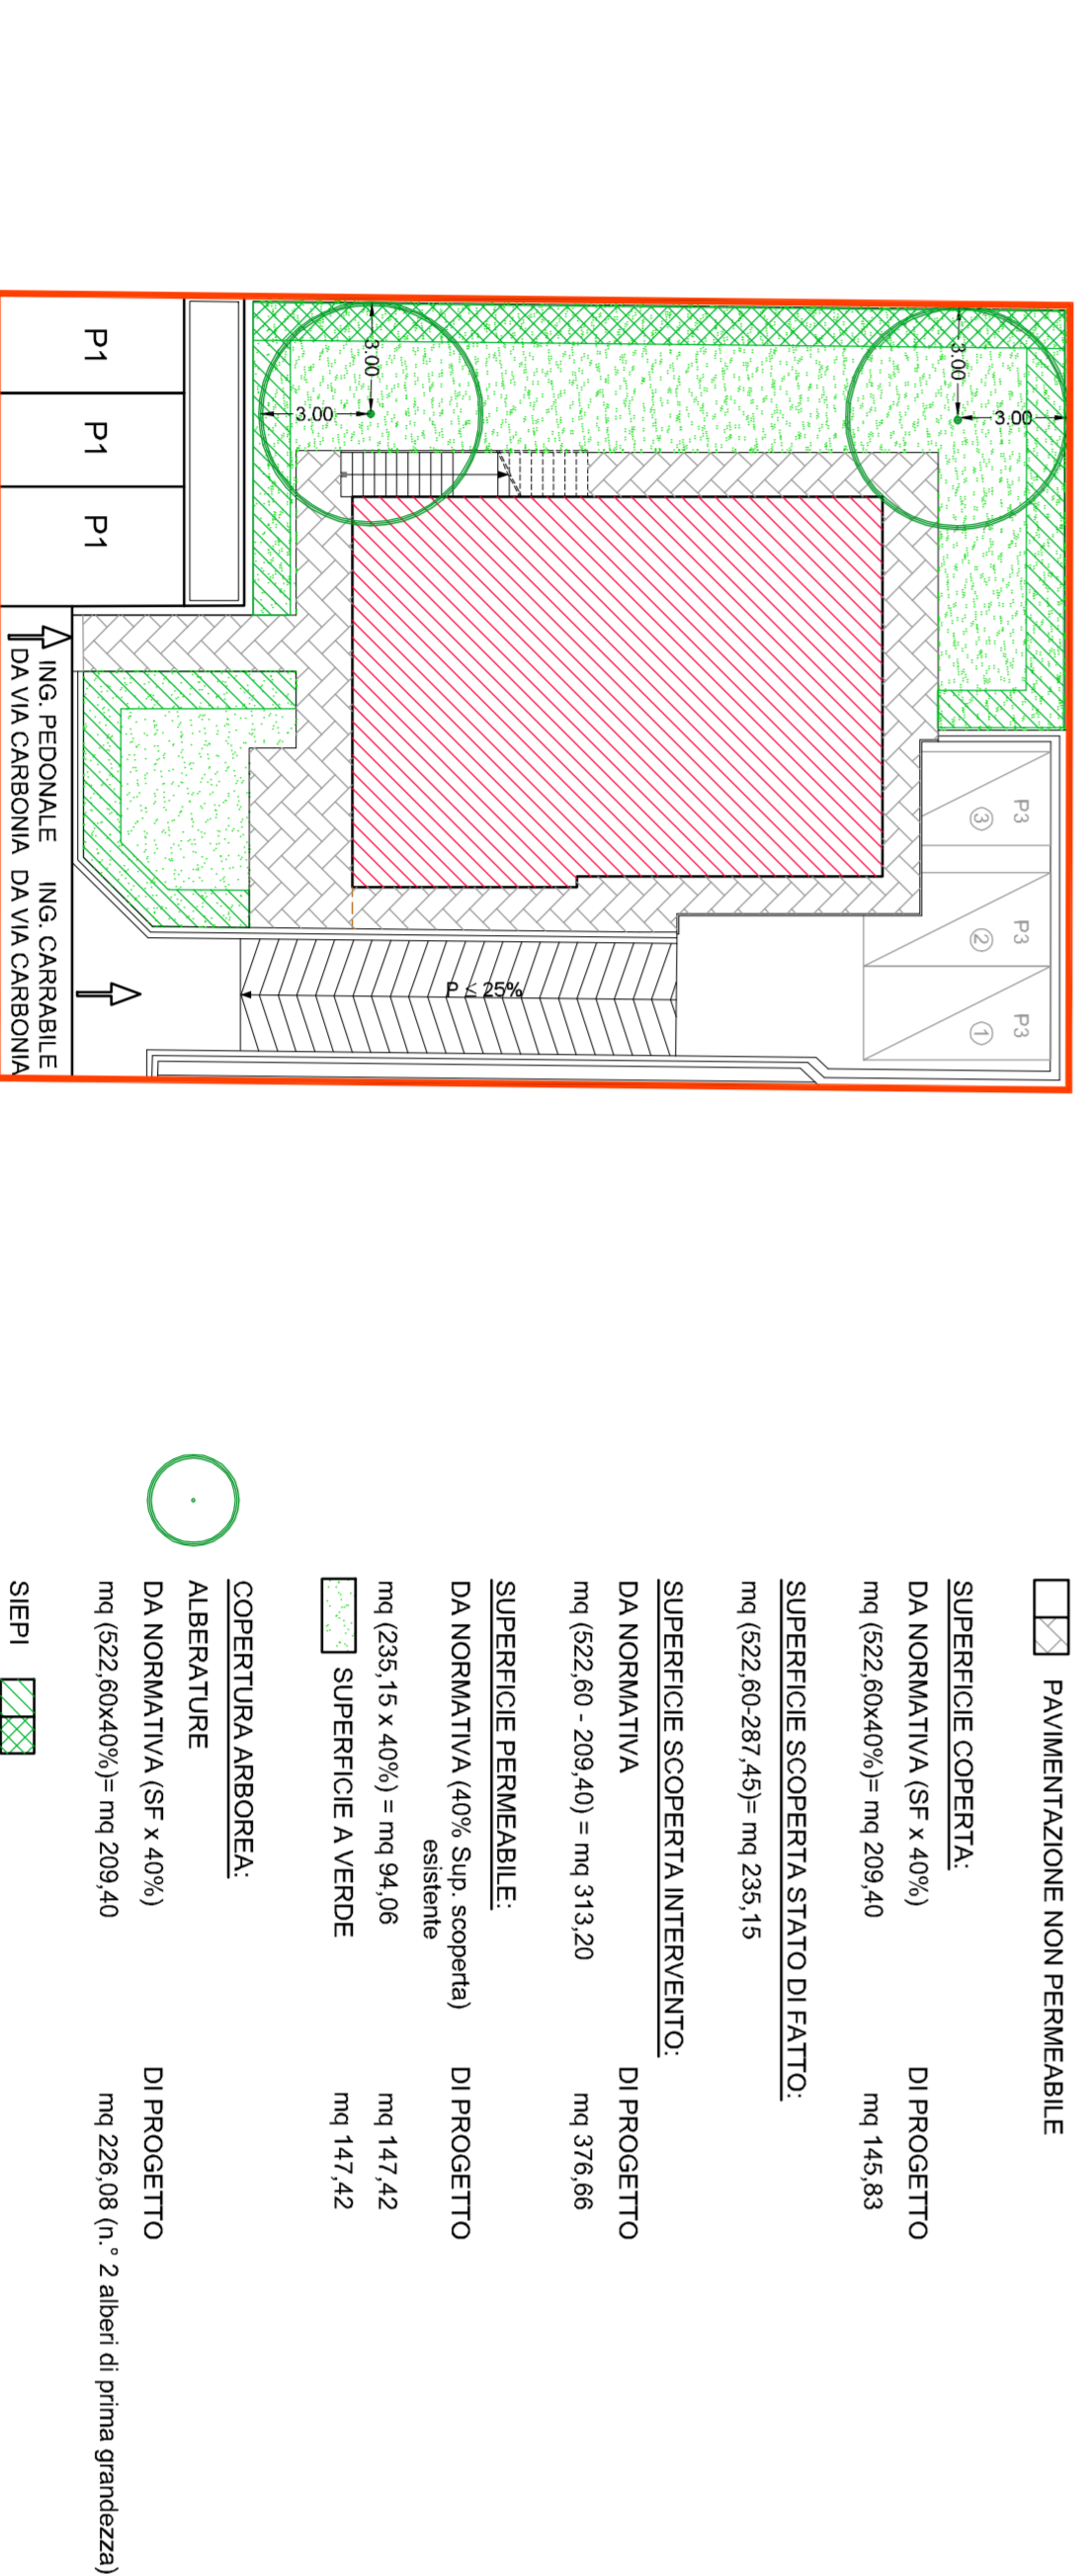 P3
3
P3
2
P3
1
3.00
3.00
3.00
3.00
P ≤ 25%
P1
P1
P1
ING. PEDONALE
DA VIA CARBONIA
ING. CARRABILE
DA VIA CARBONIA
PAVIMENTAZIONE NON PERMEABILE
SUPERFICIE COPERTA:
DA NORMATIVA (SF x 40%) DI PROGETTO
mq (522,60x40%)= mq 209,40 mq 145,83
SUPERFICIE SCOPERTA STATO DI FATTO:
mq (522,60-287,45)= mq 235,15
SUPERFICIE SCOPERTA INTERVENTO:
DA NORMATIVA DI PROGETTO
mq (522,60 - 209,40) = mq 313,20 mq 376,66
SUPERFICIE PERMEABILE:
DA NORMATIVA (40% Sup. scoperta) DI PROGETTO
esistente
mq (235,15 x 40%) = mq 94,06 mq 147,42
SUPERFICIE A VERDE mq 147,42
COPERTURA ARBOREA:
ALBERATURE
DA NORMATIVA (SF x 40%) DI PROGETTO
mq (522,60x40%)= mq 209,40 mq 226,08 (n.° 2 alberi di prima grandezza)
SIEPI